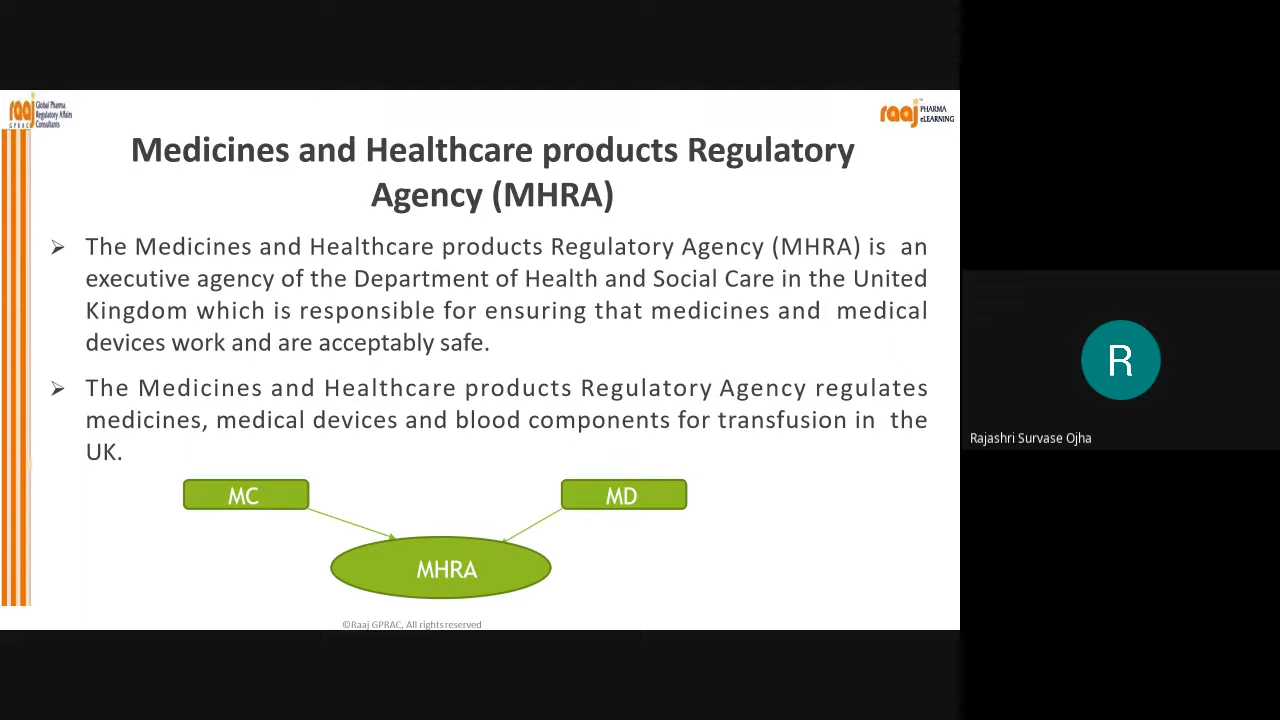 raaj
GPRAC
Global Pharma
Regulatory Affairs
Consultants
raaj
PHARMA
eLEARNING
Medicines and Healthcare products Regulatory
Agency (MHRA)
The Medicines and Healthcare products Regulatory Agency (MHRA) is an
executive agency of the Department of Health and Social Care in the United
Kingdom which is responsible for ensuring that medicines and medical
devices work and are acceptably safe.
The Medicines and Healthcare products Regulatory Agency regulates
medicines, medical devices and blood components for transfusion in the
UK.
MC
MD
MHRA
©Raaj GPRAC, All rights reserved
R
Rajashri Survase Ojha